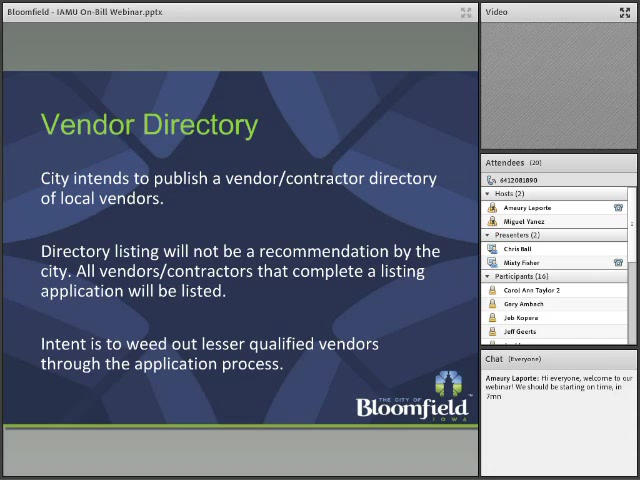 Bloomfield - IAMU On-Bill Webinar.pptx
Vendor Directory
City intends to publish a vendor/contractor directory
of local vendors.
Directory listing will not be a recommendation by the
city. All vendors/contractors that complete a listing
application will be listed.
Intent is to weed out lesser qualified vendors
through the application process.
THE CITY OF
Bloomfield
IOWA
Video
Attendees (20)
6412081890
Hosts (2)
Amaury Laporte
Miguel Yanez
Presenters (2)
Chris Ball
Misty Fisher
Participants (16)
Carol Ann Taylor 2
Gery Ambach
Jeb Kopera
Jeff Geerts
Chat (Everyone)
Amaury Laporte: Hi everyone, welcome to our
webinar! We should be starting on time, in
7mn